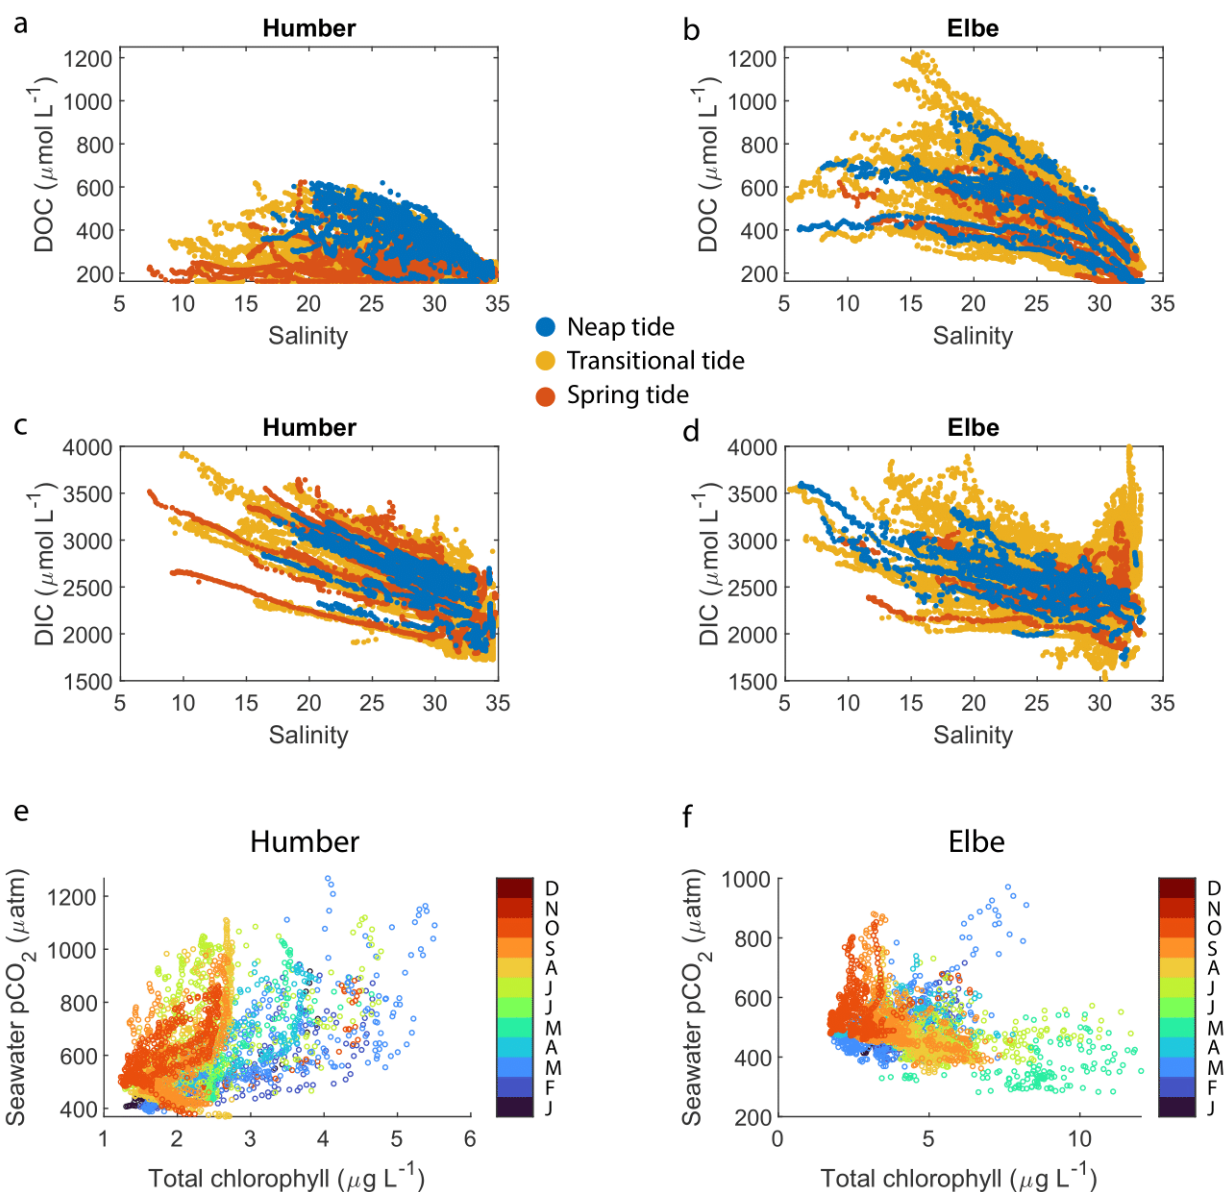 a
Humber
DOC (μmol L-1)
1200
1000
800
600
400
200
5 10 15 20 25 30 35
Salinity
b
Elbe
DOC (μmol L-1)
1200
1000
800
600
400
200
5 10 15 20 25 30 35
Salinity
Neap tide
Transitional tide
Spring tide
c
Humber
DIC (μmol L-1)
4000
3500
3000
2500
2000
1500
5 10 15 20 25 30 35
Salinity
d
Elbe
DIC (μmol L-1)
4000
3500
3000
2500
2000
1500
5 10 15 20 25 30 35
Salinity
e
Humber
Seawater pCO2 (μatm)
1200
1000
800
600
400
1 2 3 4 5 6
Total chlorophyll (μg L-1)
D
N
O
S
A
J
J
M
A
M
F
J
f
Elbe
Seawater pCO2 (μatm)
1000
800
600
400
200
0 5 10
Total chlorophyll (μg L-1)
D
N
O
S
A
J
J
M
A
M
F
J